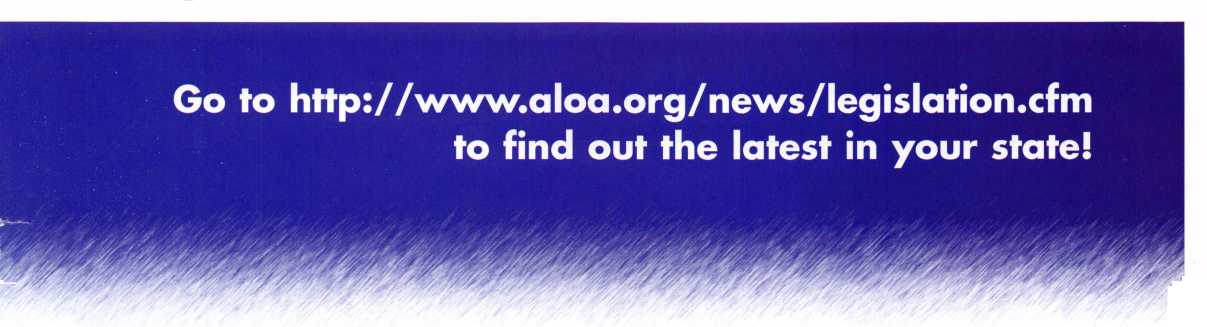 Go to http://www.aloa.org/news/legislation.cfm
to find out the latest in your state!